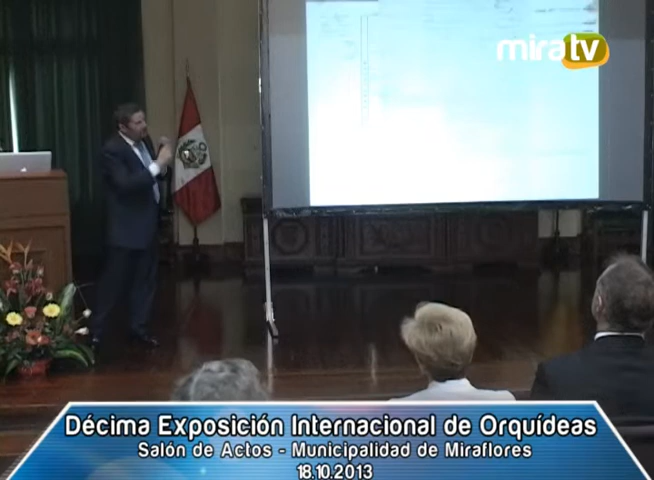 miratv
Décima Exposición Internacional de Orquídeas
Salón de Actos - Municipalidad de Miraflores
18.10.2013